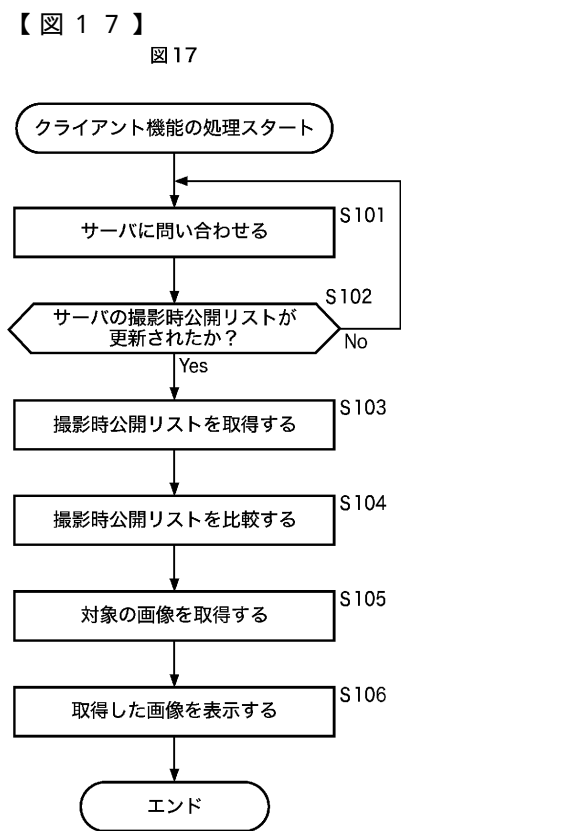 【図１７】
図17
クライアント機能の処理スタート
サーバに問い合わせる
S101
サーバの撮影時公開リストが
更新されたか？
S102
No
Yes
撮影時公開リストを取得する
S103
撮影時公開リストを比較する
S104
対象の画像を取得する
S105
取得した画像を表示する
S106
エンド